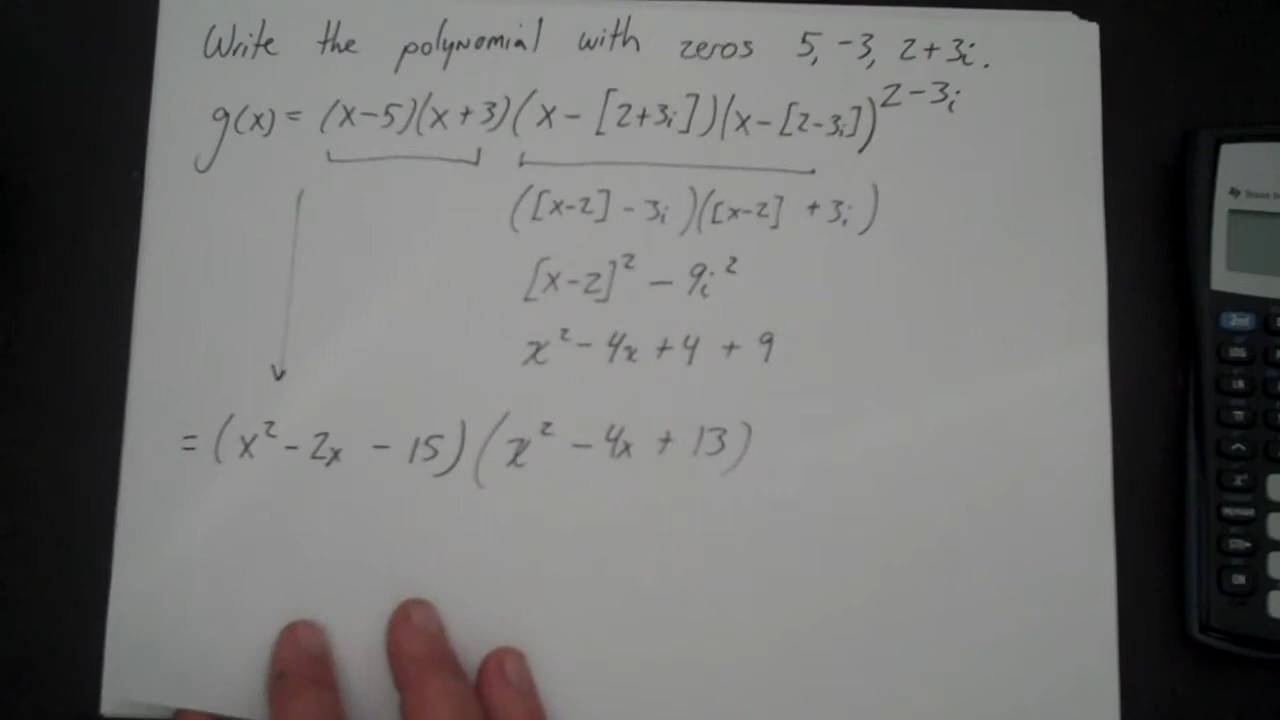 Write the polynomial with zeros 5, -3, 2+3i.
2-3i
g(x) = (x-5)(x+3)(x-[2+3i])(x-[2-3i])
([x-2]-3i)([x-2]+3i)
[x-2]² - 9i²
x² - 4x + 4 + 9
= (x² - 2x - 15)(x² - 4x + 13)
2nd